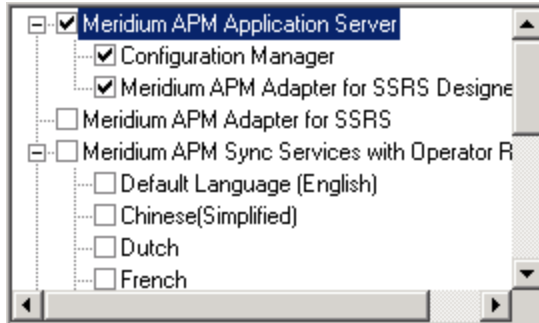 Meridium APM Application Server
Configuration Manager
Meridium APM Adapter for SSRS Designe
Meridium APM Adapter for SSRS
Meridium APM Sync Services with Operator R
Default Language (English)
Chinese(Simplified)
Dutch
French